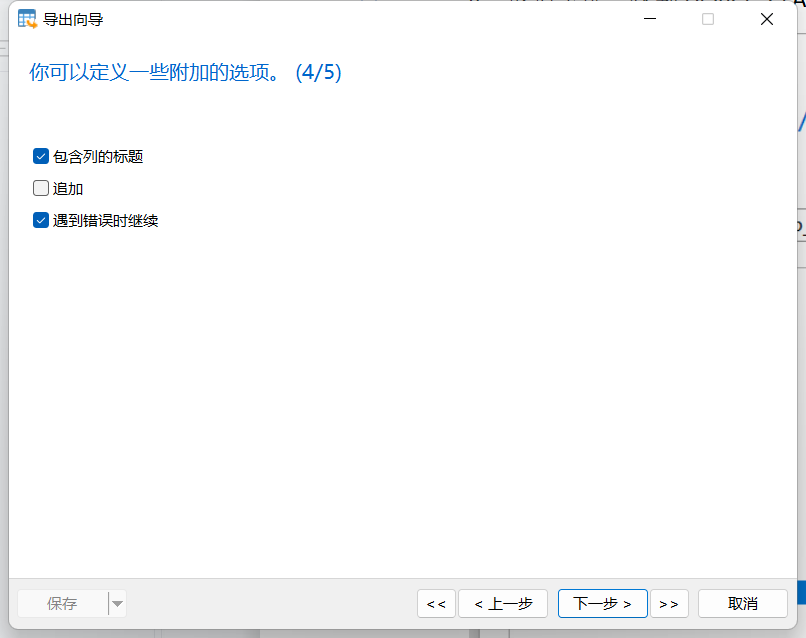 导出向导
你可以定义一些附加的选项。 (4/5)
包含列的标题
追加
遇到错误时继续
保存
<<
< 上一步
下一步 >
>>
取消